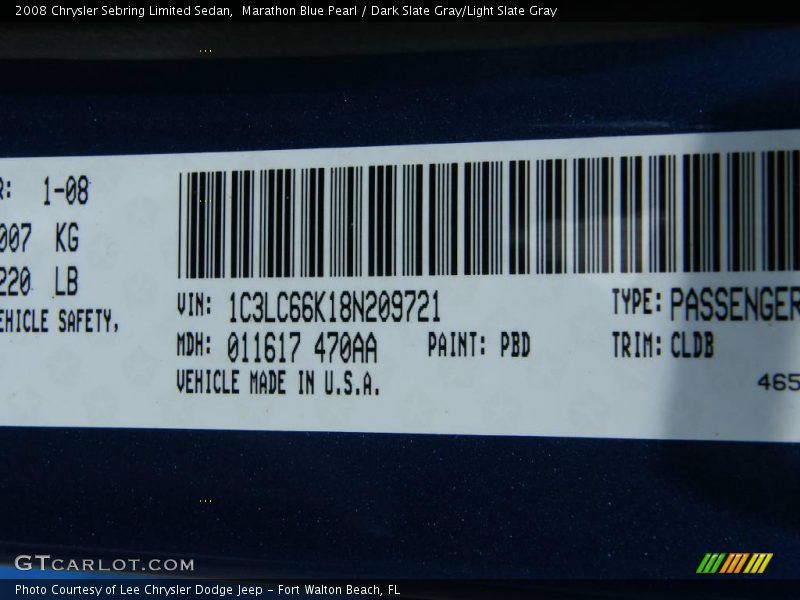 2008 Chrysler Sebring Limited Sedan,  Marathon Blue Pearl / Dark Slate Gray/Light Slate Gray
R: 1-08
007 KG
220 LB
EHICLE SAFETY,
VIN: 1C3LC66K18N209721
TYPE: PASSENGER
MDH: 011617 470AA
PAINT: PBD
TRIM: CLDB
VEHICLE MADE IN U.S.A.
465
GTCARLOT.COM
Photo Courtesy of Lee Chrysler Dodge Jeep - Fort Walton Beach, FL